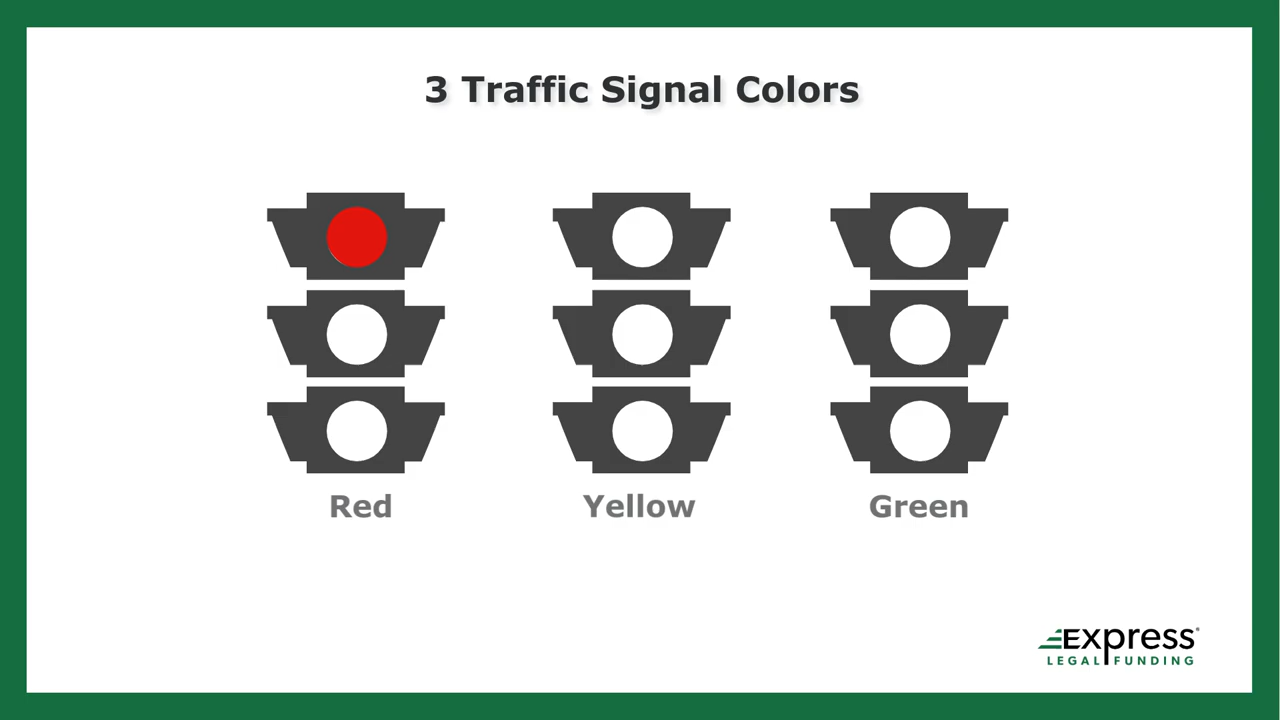 3 Traffic Signal Colors
Red
Yellow
Green
Express®
LEGAL FUNDING